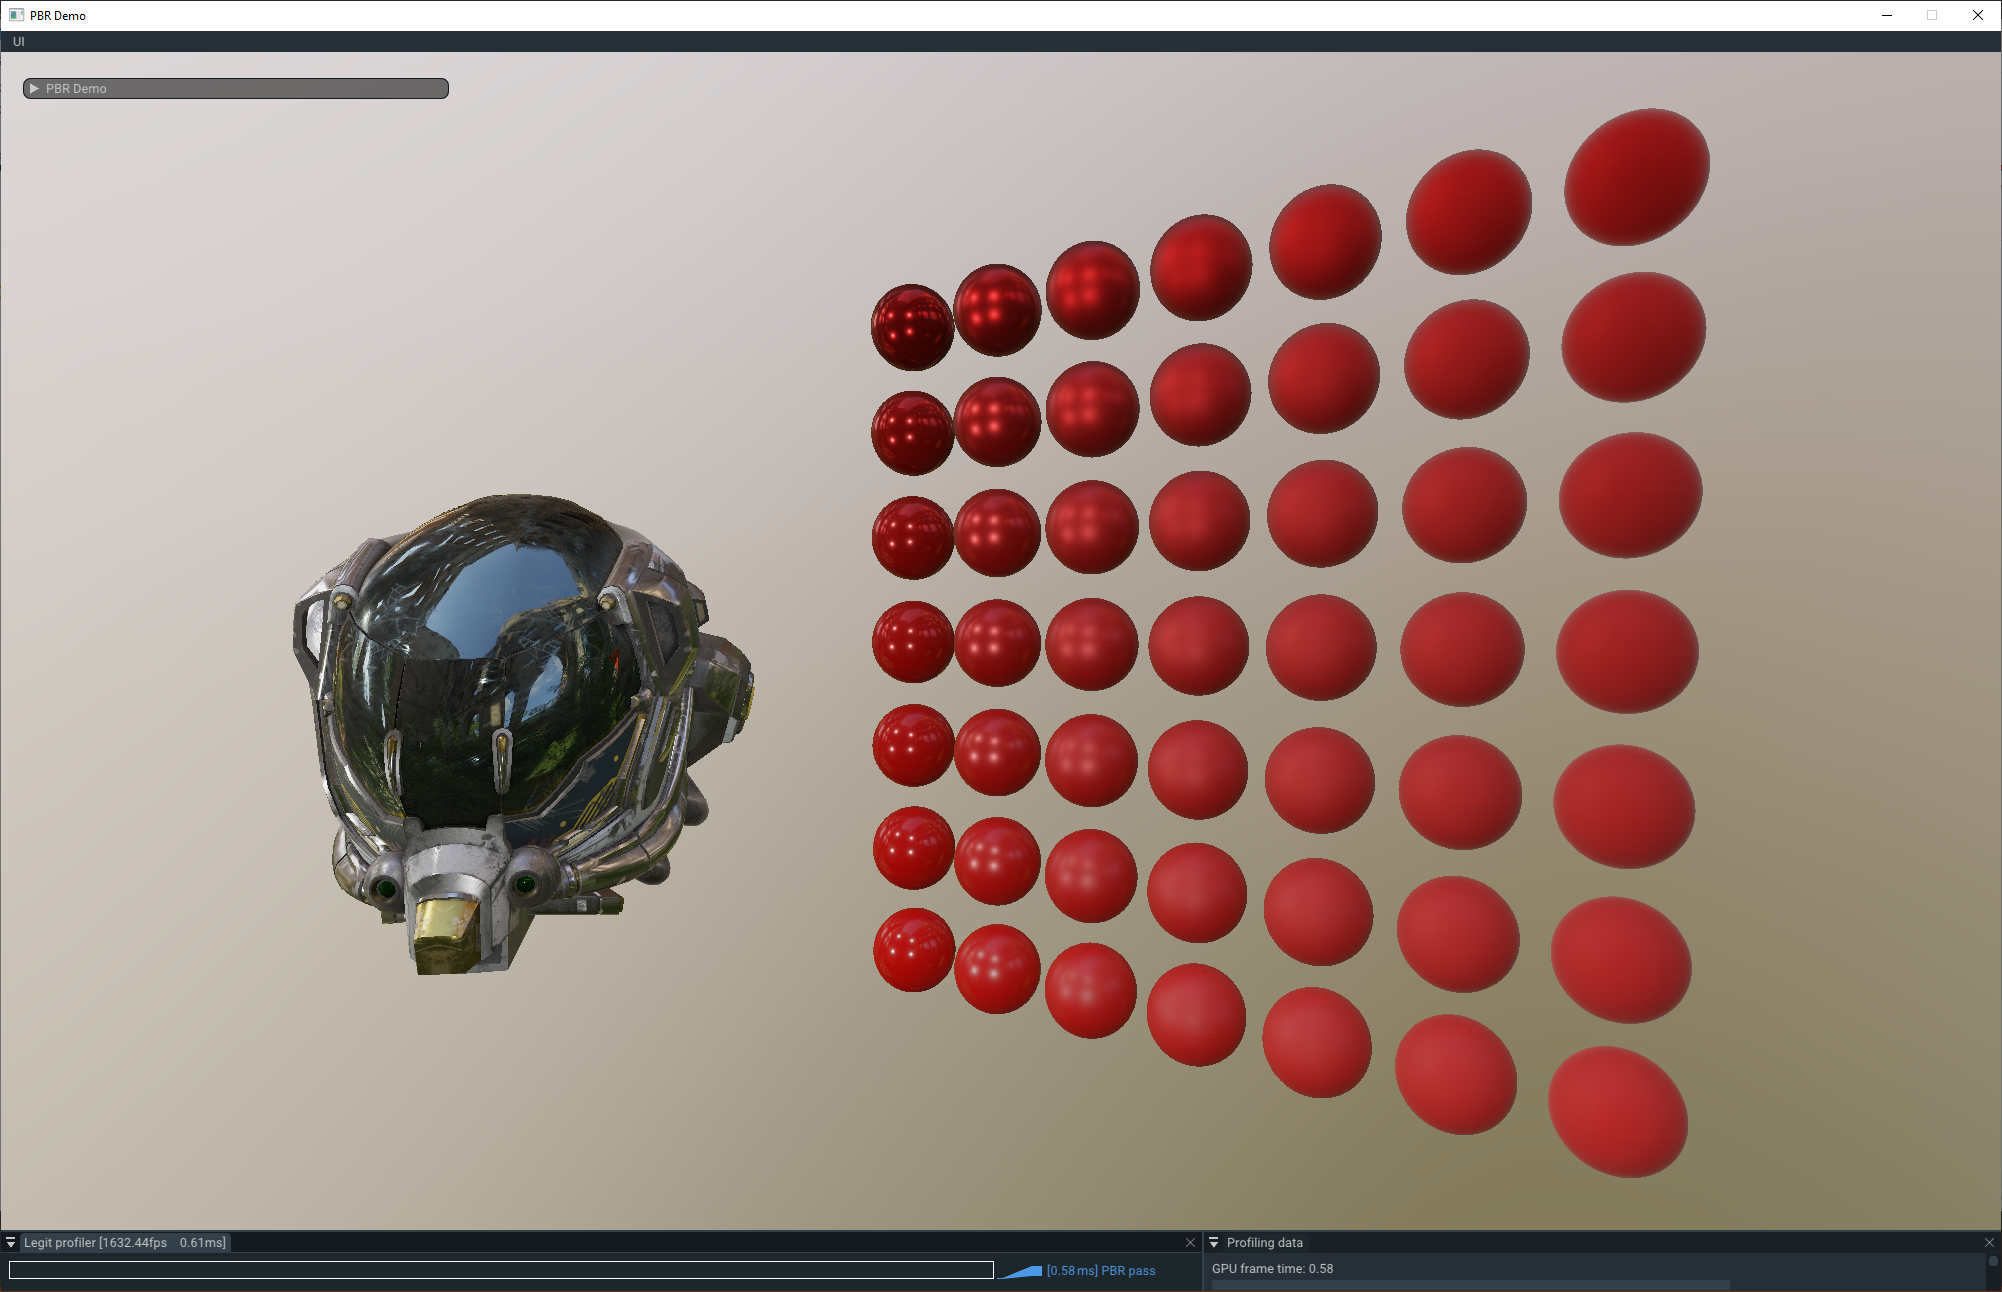 PBR Demo
UI
PBR Demo
Legit profiler [1632.44fps 0.61ms]
[0.58ms] PBR pass
Profiling data
GPU frame time: 0.58